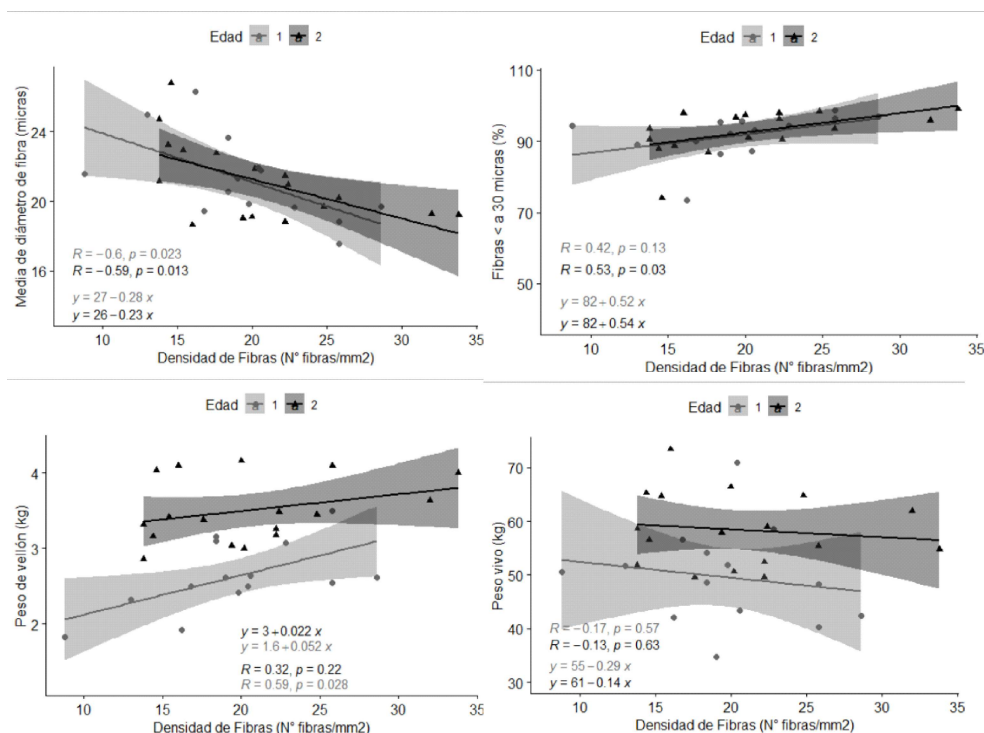 Edad 1 2
Media de diámetro de fibra (micras)
24
20
16
R = −0.6, p = 0.023
R = −0.59, p = 0.013
y = 27 − 0.28 x
y = 26 − 0.23 x
10 15 20 25 30 35
Densidad de Fibras (N° fibras/mm2)
Edad 1 2
Fibras < a 30 micras (%)
110
90
70
50
R = 0.42, p = 0.13
R = 0.53, p = 0.03
y = 82 + 0.52 x
y = 82 + 0.54 x
10 15 20 25 30 35
Densidad de Fibras (N° fibras/mm2)
Edad 1 2
Peso de vellón (kg)
4
3
2
y = 3 + 0.022 x
y = 1.6 + 0.052 x
R = 0.32, p = 0.22
R = 0.59, p = 0.028
10 15 20 25 30 35
Densidad de Fibras (N° fibras/mm2)
Edad 1 2
Peso vivo (kg)
70
60
50
40
30
R = −0.17, p = 0.57
R = −0.13, p = 0.63
y = 55 − 0.29 x
y = 61 − 0.14 x
10 15 20 25 30 35
Densidad de Fibras (N° fibras/mm2)